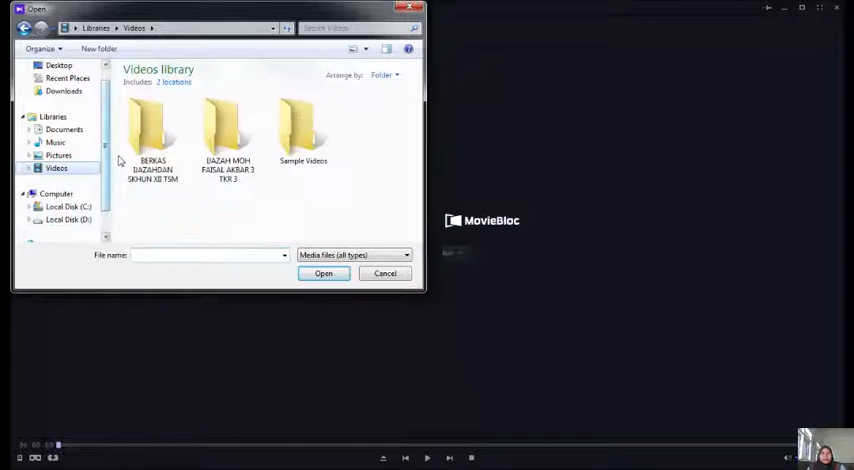 Open
Libraries
Videos
Search Videos
Organize
New folder
Desktop
Recent Places
Downloads
Libraries
Documents
Music
Pictures
Videos
Computer
Local Disk (C:)
Local Disk (D:)
Videos library
Includes: 2 locations
Arrange by: Folder
BERKAS
IJAZAHDAN
SKHUN XII TSM
IJAZAH MOH
FAISAL AKBAR 3
TKR 3
Sample Videos
File name:
Media files (all types)
Open
Cancel
MovieBloc